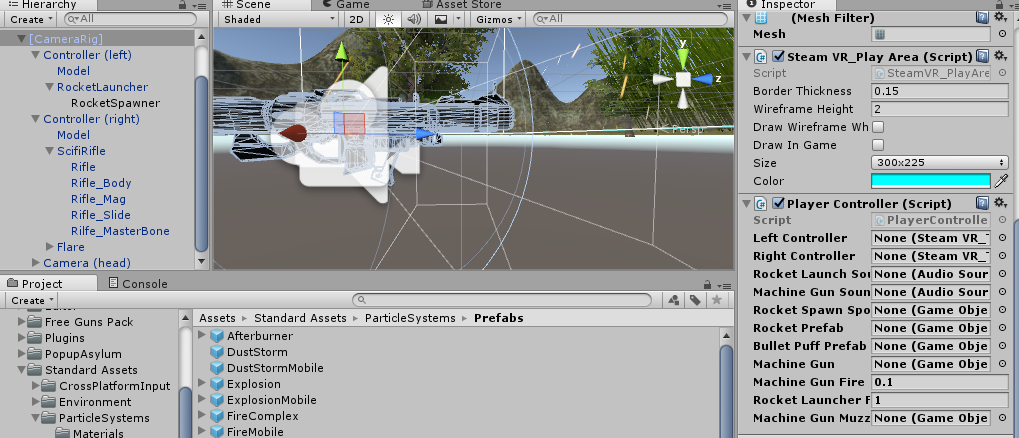 Hierarchy
Create
All
[CameraRig]
Controller (left)
Model
RocketLauncher
RocketSpawner
Controller (right)
Model
ScifiRifle
Rifle
Rifle_Body
Rifle_Mag
Rifle_Slide
Rilfe_MasterBone
Flare
Camera (head)
Scene
Game
Asset Store
Shaded
2D
Gizmos
All
y
z
Persp
Project
Console
Create
Free Guns Pack
Plugins
PopupAsylum
Standard Assets
CrossPlatformInput
Environment
ParticleSystems
Materials
Assets ▸ Standard Assets ▸ ParticleSystems ▸ Prefabs
Afterburner
DustStorm
DustStormMobile
Explosion
ExplosionMobile
FireComplex
FireMobile
Inspector
(Mesh Filter)
Mesh
Steam VR_Play Area (Script)
Script SteamVR_PlayAre
Border Thickness 0.15
Wireframe Height 2
Draw Wireframe Wh
Draw In Game
Size 300x225
Color
Player Controller (Script)
Script PlayerControlle
Left Controller None (Steam VR_
Right Controller None (Steam VR_
Rocket Launch Sou None (Audio Sour
Machine Gun Soun None (Audio Sour
Rocket Spawn Spo None (Game Obje
Rocket Prefab None (Game Obje
Bullet Puff Prefab None (Game Obje
Machine Gun None (Game Obje
Machine Gun Fire 0.1
Rocket Launcher F 1
Machine Gun Muzz None (Game Obje